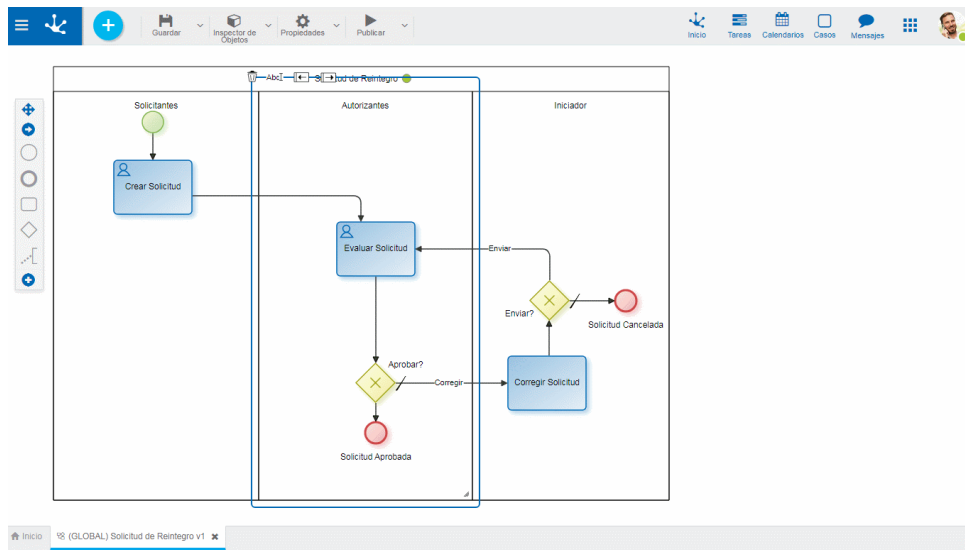 Guardar
Inspector de
Objetos
Propiedades
Publicar
Inicio
Tareas
Calendarios
Casos
Mensajes
Abc
Solicitud de Reintegro
Solicitantes
Autorizantes
Iniciador
Crear Solicitud
Evaluar Solicitud
Enviar
Enviar?
Solicitud Cancelada
Aprobar?
Corregir
Corregir Solicitud
Solicitud Aprobada
Inicio
(GLOBAL) Solicitud de Reintegro v1